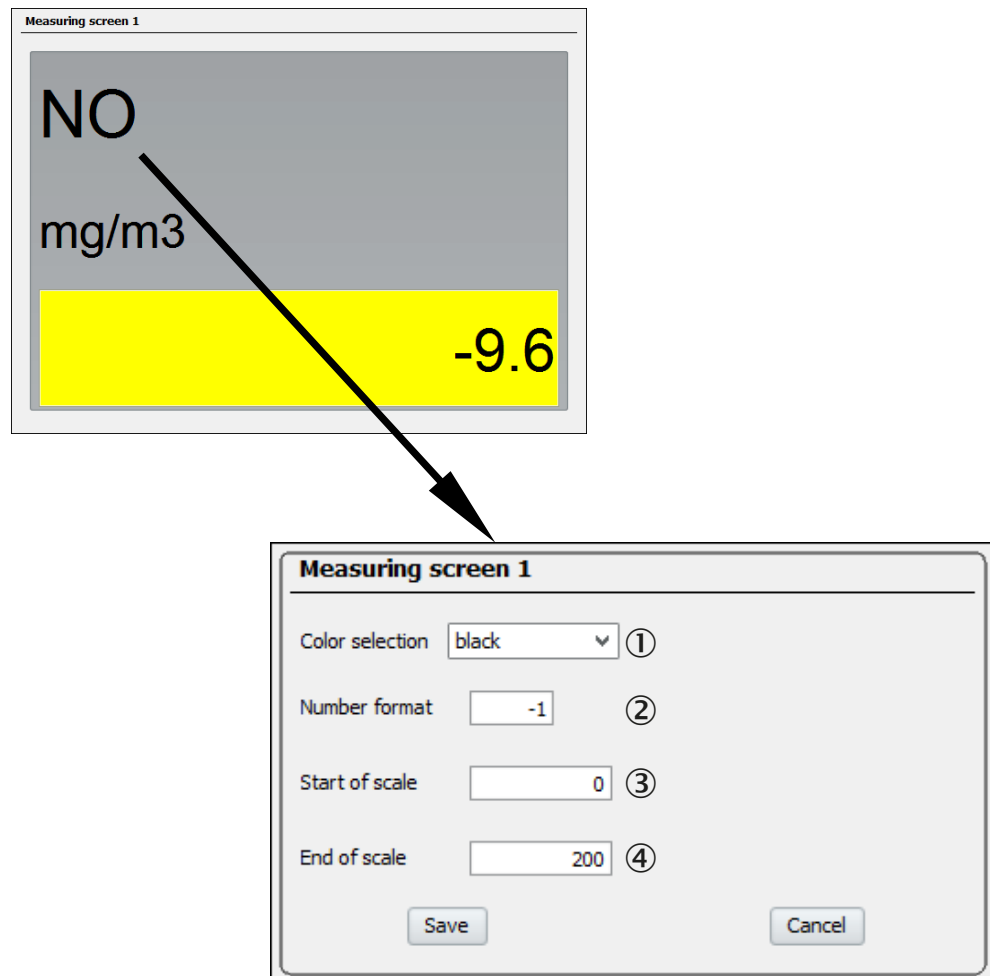 Measuring screen 1
NO
mg/m3
-9.6
Measuring screen 1
Color selection black ①
Number format -1 ②
Start of scale 0 ③
End of scale 200 ④
Save Cancel